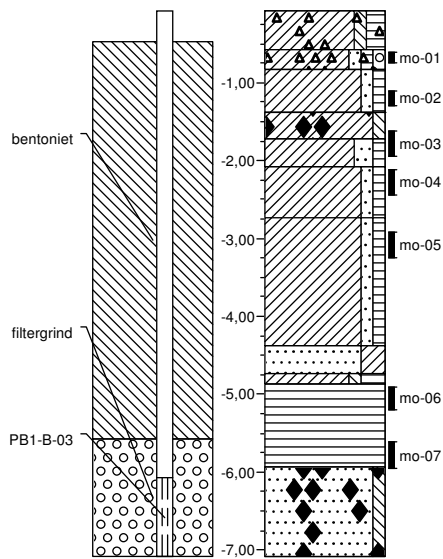 mo-01
-1,00
mo-02
bentoniet
mo-03
-2,00
mo-04
-3,00
mo-05
-4,00
filtergrind
-5,00
mo-06
PB1-B-03
mo-07
-6,00
-7,00